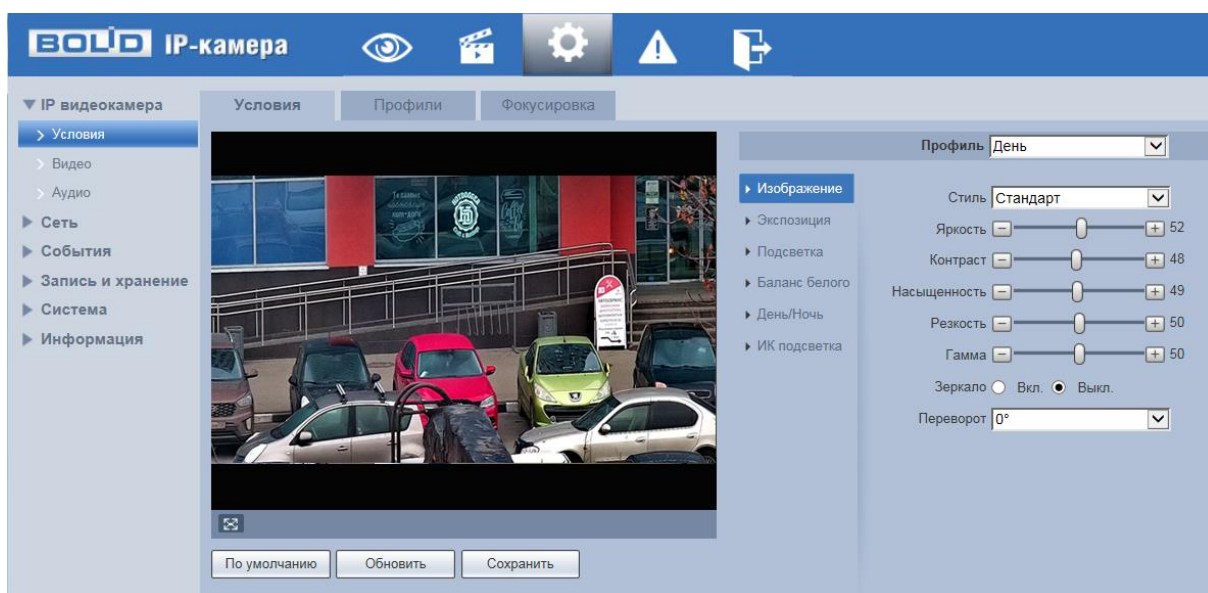 BOLID IP-камера
IP видеокамера
Условия
Видео
Аудио
Сеть
События
Запись и хранение
Система
Информация
Условия
Профили
Фокусировка
По умолчанию
Обновить
Сохранить
Профиль День
Изображение
Экспозиция
Подсветка
Баланс белого
День/Ночь
ИК подсветка
Стиль Стандарт
Яркость 52
Контраст 48
Насыщенность 49
Резкость 50
Гамма 50
Зеркало Вкл. Выкл.
Переворот 0°